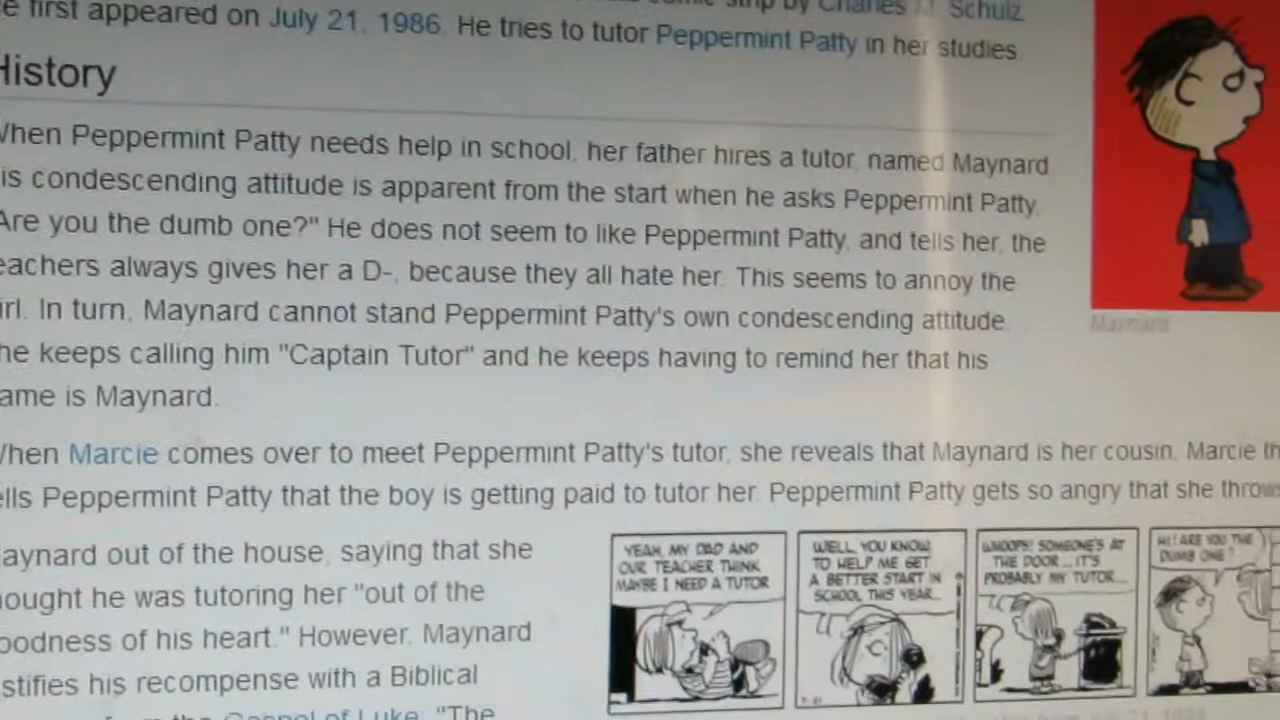 first appeared on July 21, 1986. He tries to tutor Peppermint Patty in her studies.
History
When Peppermint Patty needs help in school, her father hires a tutor, named Maynard.
is condescending attitude is apparent from the start when he asks Peppermint Patty,
Are you the dumb one?" He does not seem to like Peppermint Patty, and tells her, the
eachers always gives her a D-, because they all hate her. This seems to annoy the
irl. In turn, Maynard cannot stand Peppermint Patty's own condescending attitude.
he keeps calling him "Captain Tutor" and he keeps having to remind her that his
ame is Maynard.
Maynard
When Marcie comes over to meet Peppermint Patty's tutor, she reveals that Maynard is her cousin. Marcie th
ells Peppermint Patty that the boy is getting paid to tutor her. Peppermint Patty gets so angry that she throw
aynard out of the house, saying that she
ought he was tutoring her "out of the
oodness of his heart." However, Maynard
stifies his recompense with a Biblical
Gospel of Luke, "The
YEAH, MY DAD AND
OUR TEACHER THINK
MAYBE I NEED A TUTOR
WELL, YOU KNOW
TO HELP ME GET
A BETTER START IN
SCHOOL THIS YEAR...
WHOOPS! SOMEONE'S AT
THE DOOR... IT'S
PROBABLY MY TUTOR...
HI! ARE YOU THE
DUMB ONE?